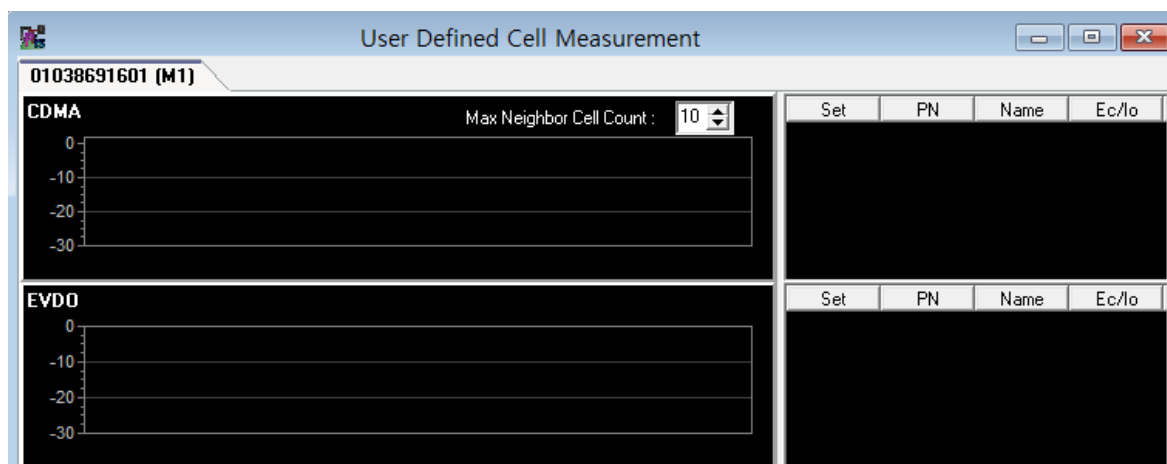 User Defined Cell Measurement
01038691601 (M1)
CDMA
Max Neighbor Cell Count : 10
0
-10
-20
-30
Set PN Name Ec/Io
EVDO
0
-10
-20
-30
Set PN Name Ec/Io